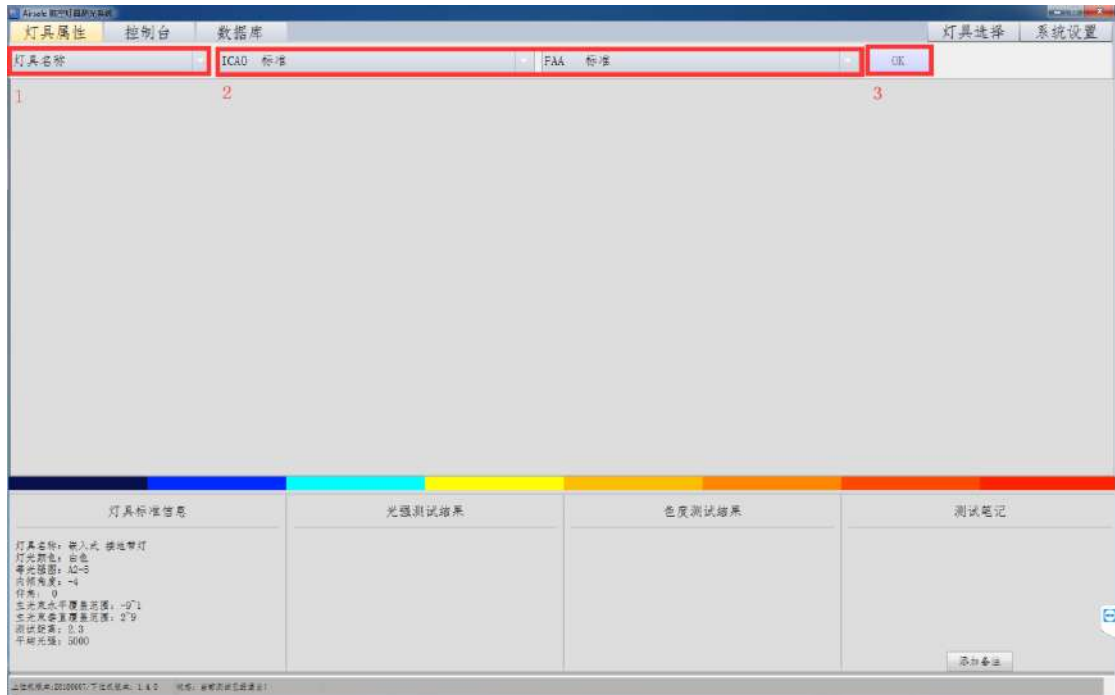 灯具属性 控制台 数据库 灯具选择 系统设置
灯具名称 ICAO 标准 FAA 标准 OK
1 2 3
灯具标准信息 光强测试结果 色度测试结果 测试笔记
灯具名称: 嵌入式 接地带灯
灯光颜色: 白色
等光强图: A2-5
内倾角度: -4
仰角: 0
主光束水平覆盖范围: -9~1
主光束垂直覆盖范围: 2~9
测试距离: 2.3
平均光强: 5000
添加备注